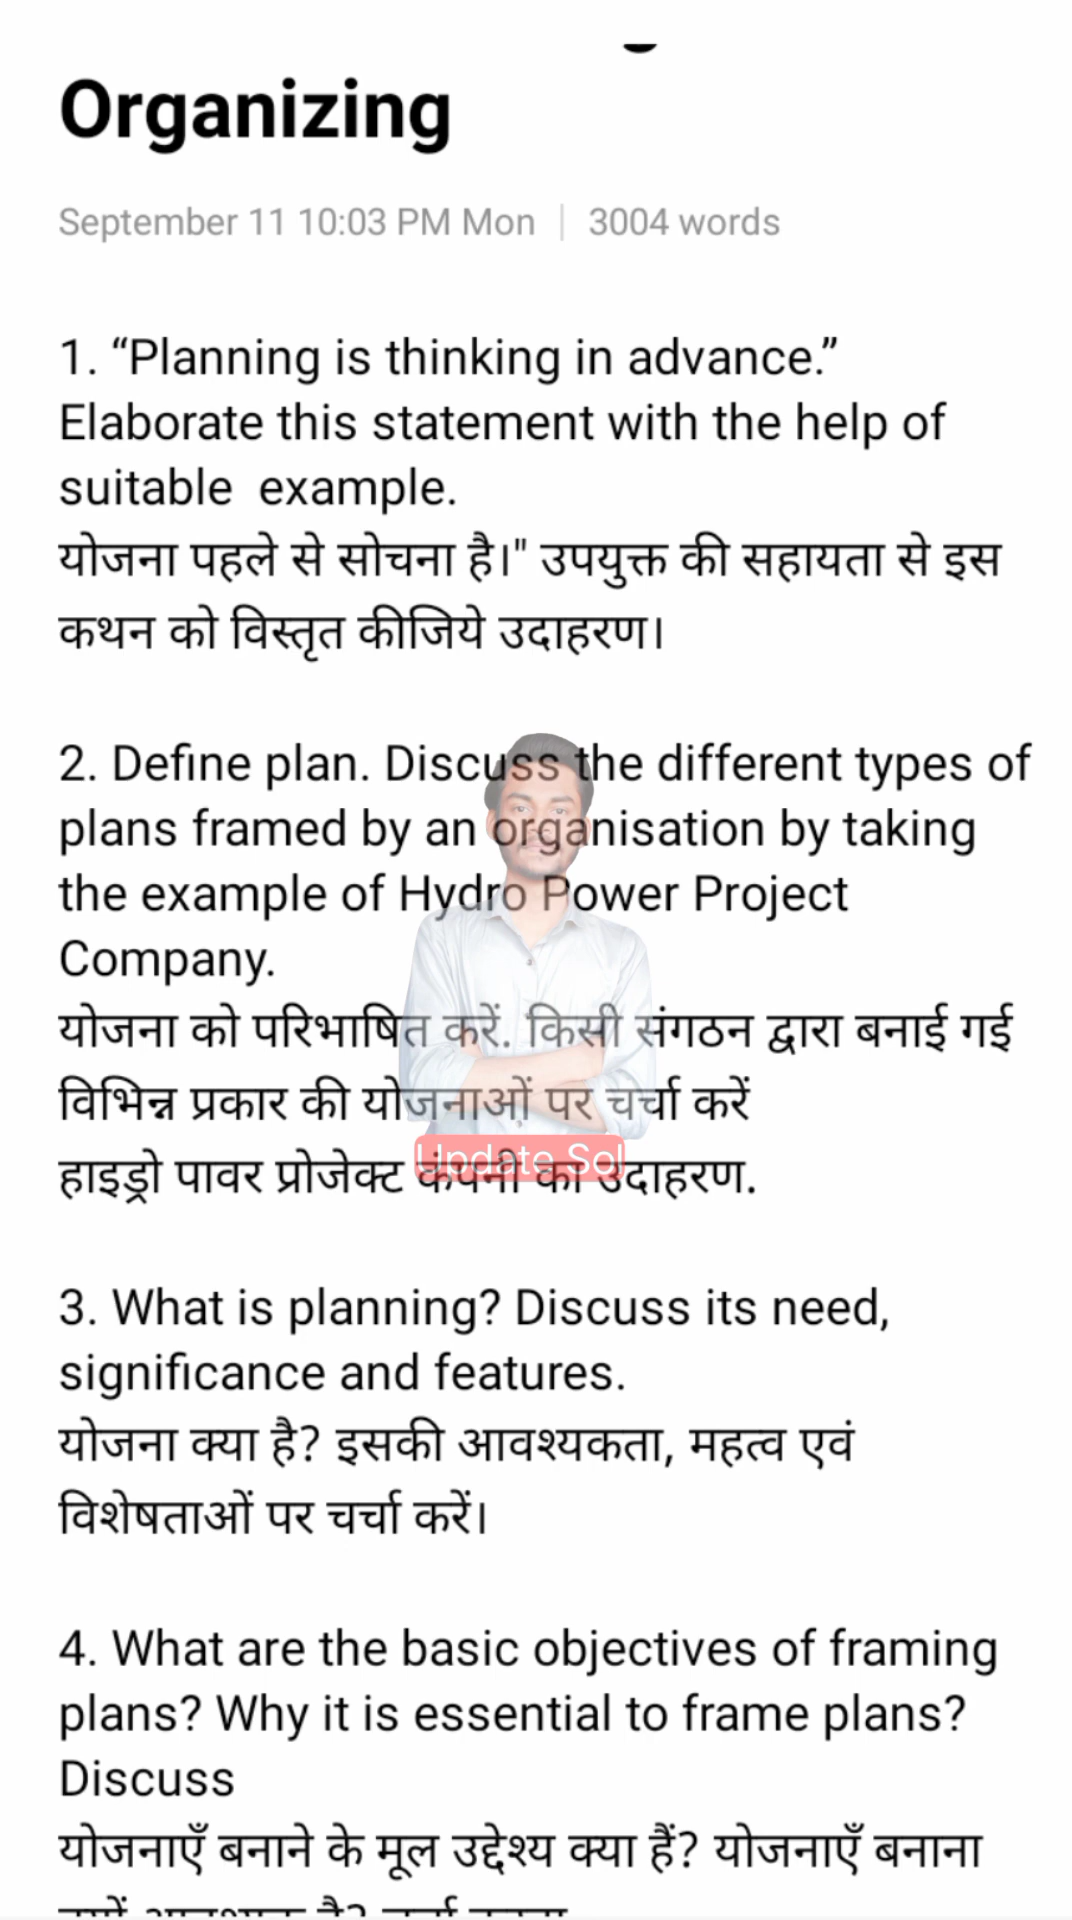 Organizing
September 11 10:03 PM Mon | 3004 words
1. “Planning is thinking in advance.”
Elaborate this statement with the help of
suitable  example.
योजना पहले से सोचना है।" उपयुक्त की सहायता से इस
कथन को विस्तृत कीजिये उदाहरण।
2. Define plan. Discuss the different types of
plans framed by an organisation by taking
the example of Hydro Power Project
Company.
योजना को परिभाषित करें. किसी संगठन द्वारा बनाई गई
विभिन्न प्रकार की योजनाओं पर चर्चा करें
हाइड्रो पावर प्रोजेक्ट कंपनी का उदाहरण.
Update Sol
3. What is planning? Discuss its need,
significance and features.
योजना क्या है? इसकी आवश्यकता, महत्व एवं
विशेषताओं पर चर्चा करें।
4. What are the basic objectives of framing
plans? Why it is essential to frame plans?
Discuss
योजनाएँ बनाने के मूल उद्देश्य क्या हैं? योजनाएँ बनाना